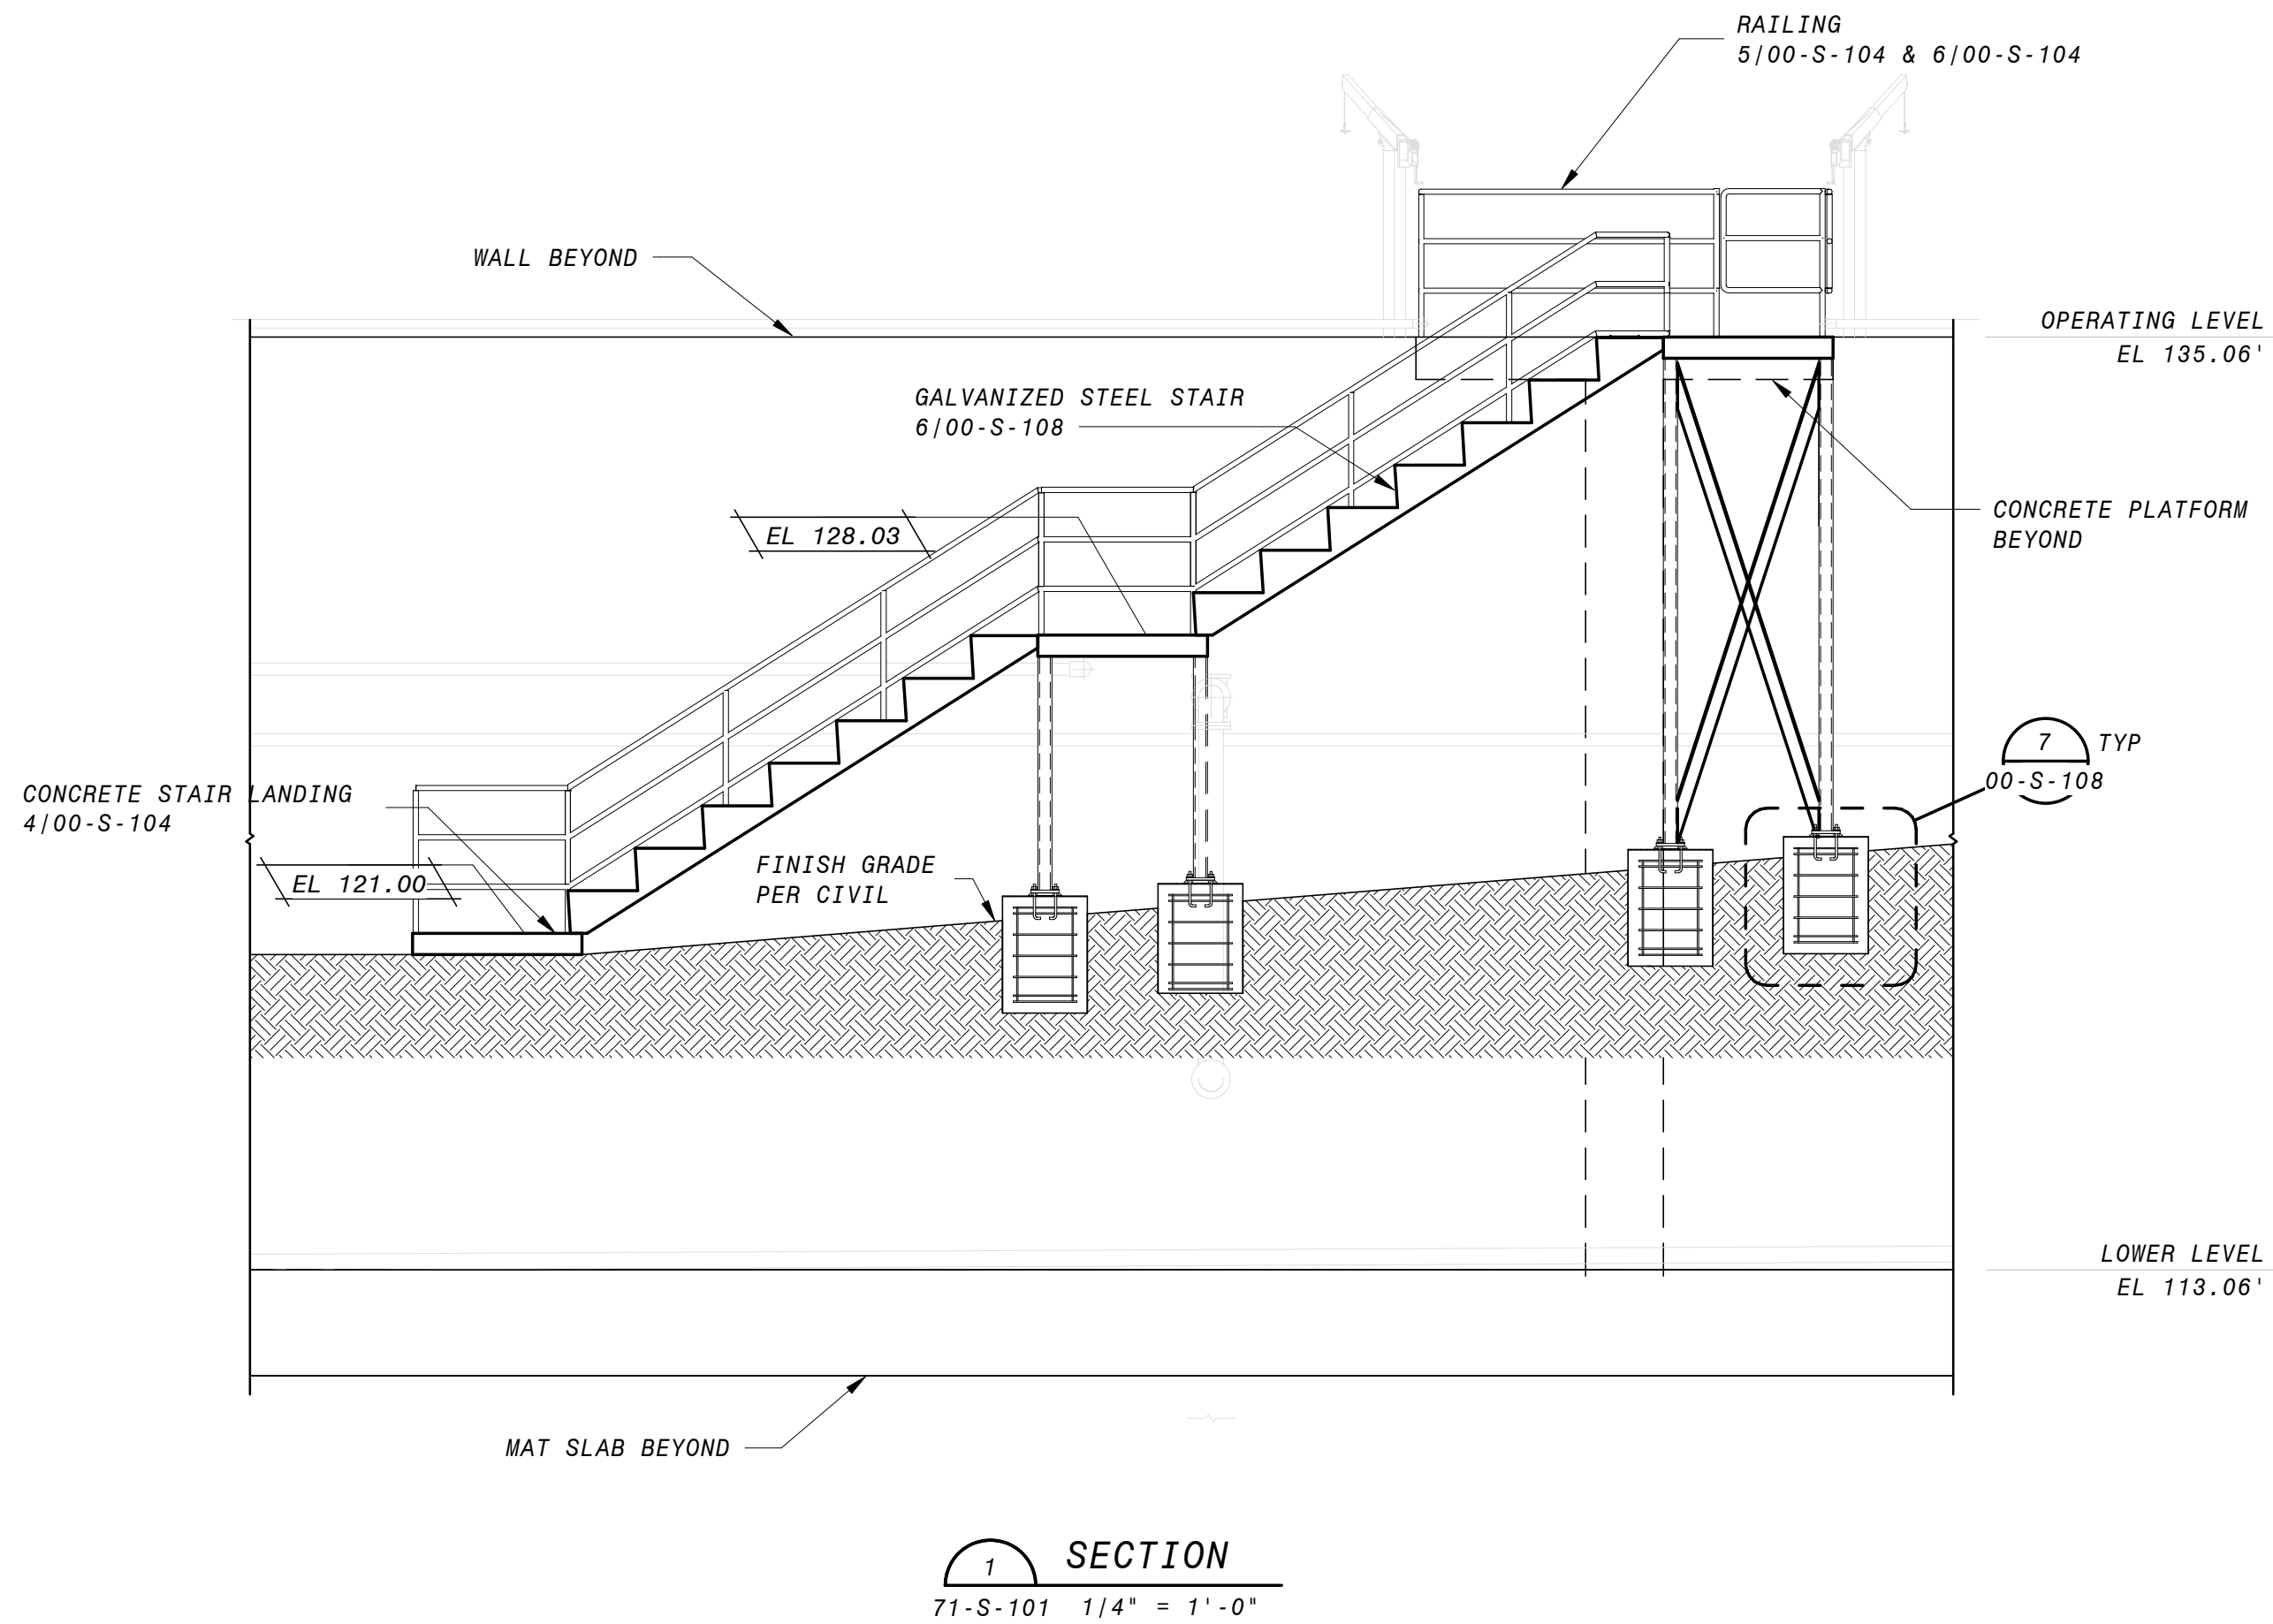 RAILING
5/00-S-104 & 6/00-S-104
WALL BEYOND
OPERATING LEVEL
EL 135.06'
GALVANIZED STEEL STAIR
6/00-S-108
CONCRETE PLATFORM
BEYOND
EL 128.03
7 TYP
00-S-108
CONCRETE STAIR LANDING
4/00-S-104
FINISH GRADE
PER CIVIL
EL 121.00
LOWER LEVEL
EL 113.06'
MAT SLAB BEYOND
1 SECTION
71-S-101 1/4" = 1'-0"